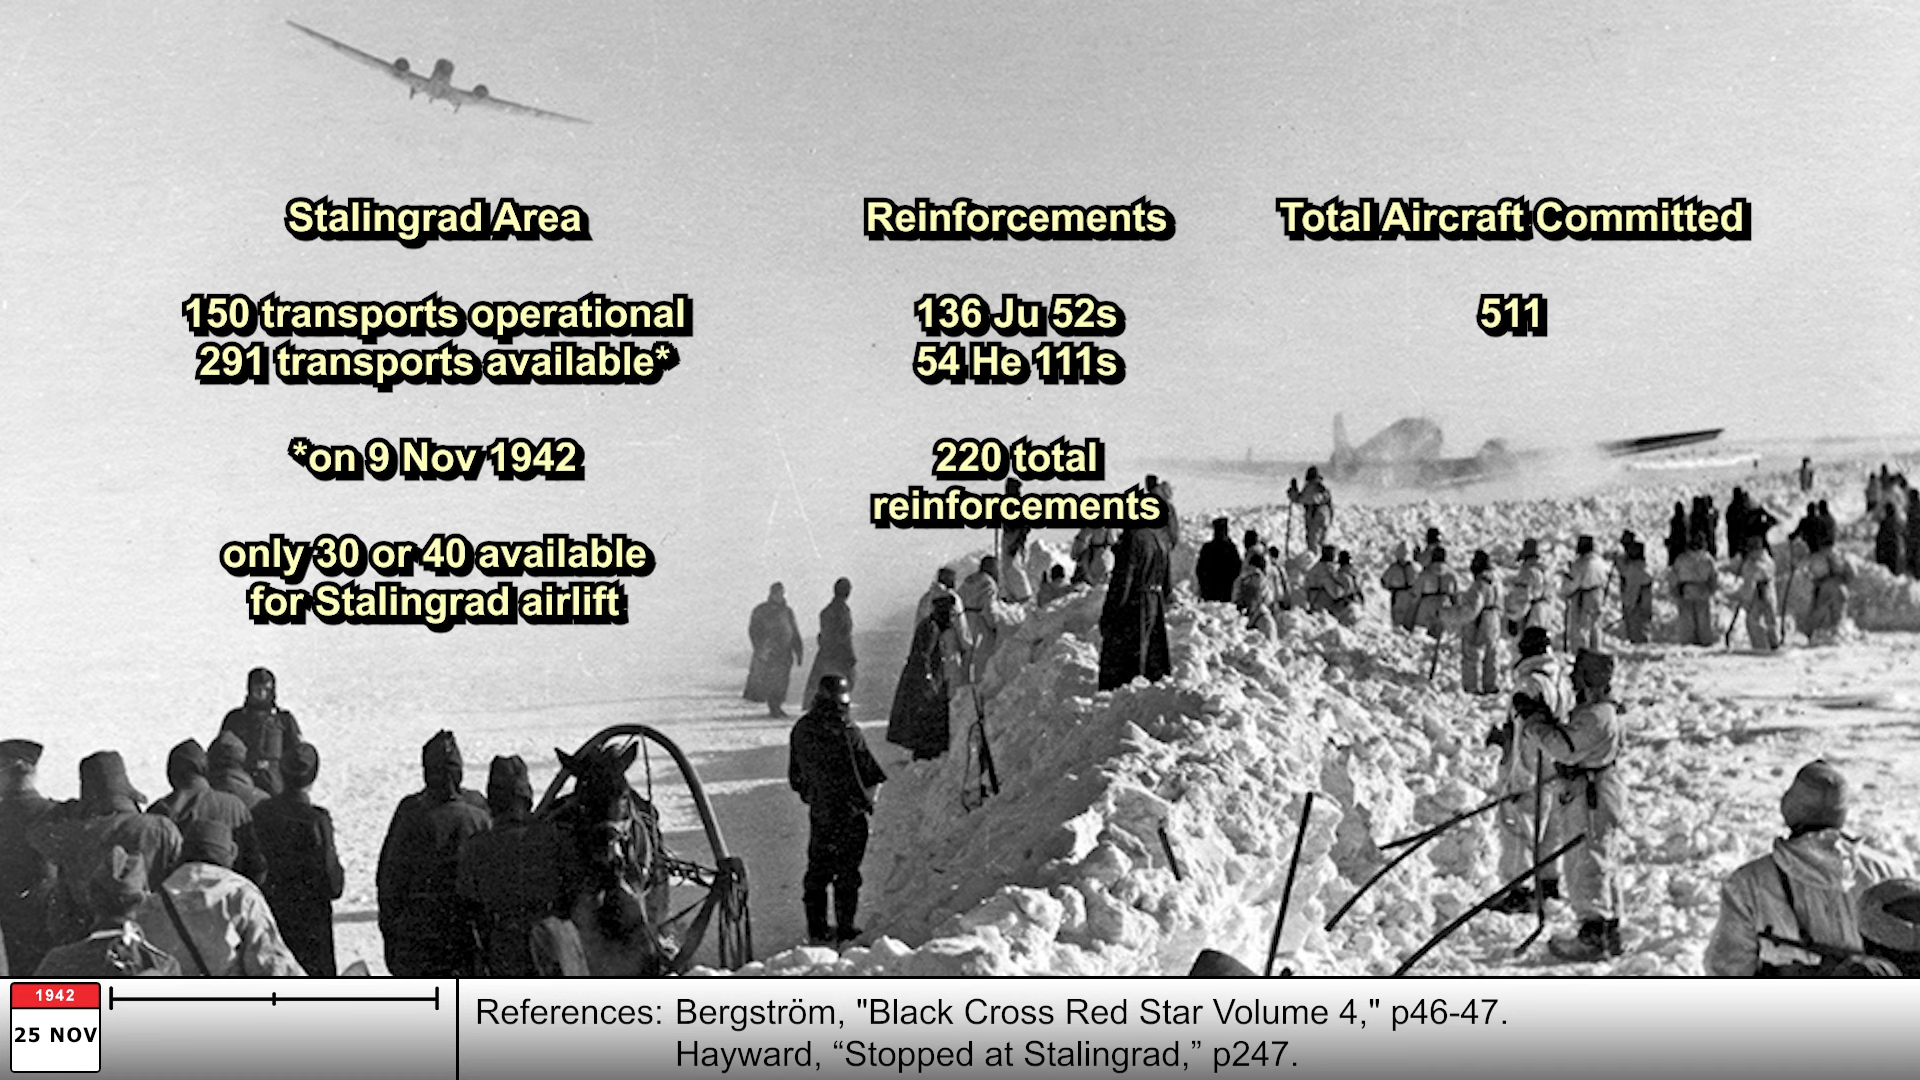 Stalingrad Area
150 transports operational
291 transports available*
*on 9 Nov 1942
only 30 or 40 available
for Stalingrad airlift
Reinforcements
136 Ju 52s
54 He 111s
220 total
reinforcements
Total Aircraft Committed
511
1942
25 NOV
References: Bergström, "Black Cross Red Star Volume 4," p46-47.
Hayward, “Stopped at Stalingrad,” p247.